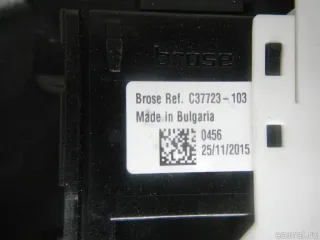 brose
Brose Ref. C37723-103
Made in Bulgaria
0456
25/11/2015